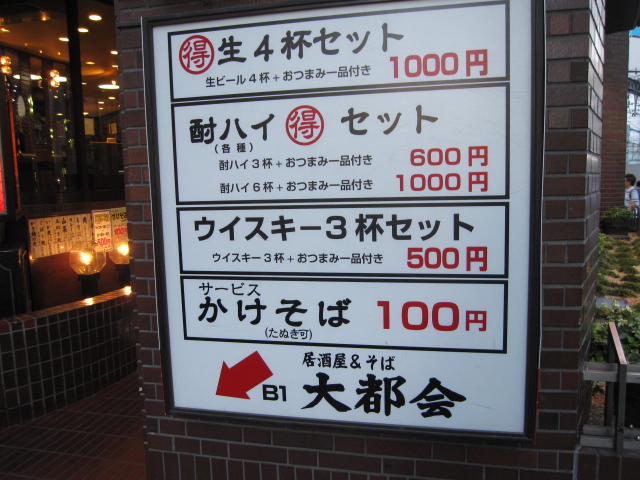 得 生4杯セット
生ビール4杯+おつまみ一品付き 1000円
酎ハイ 得 セット
(各種)
酎ハイ3杯+おつまみ一品付き 600円
酎ハイ6杯+おつまみ一品付き 1000円
ウイスキー3杯セット
ウイスキー3杯+おつまみ一品付き 500円
サービス
かけそば 100円
(たぬき可)
居酒屋&そば
B1 大都会